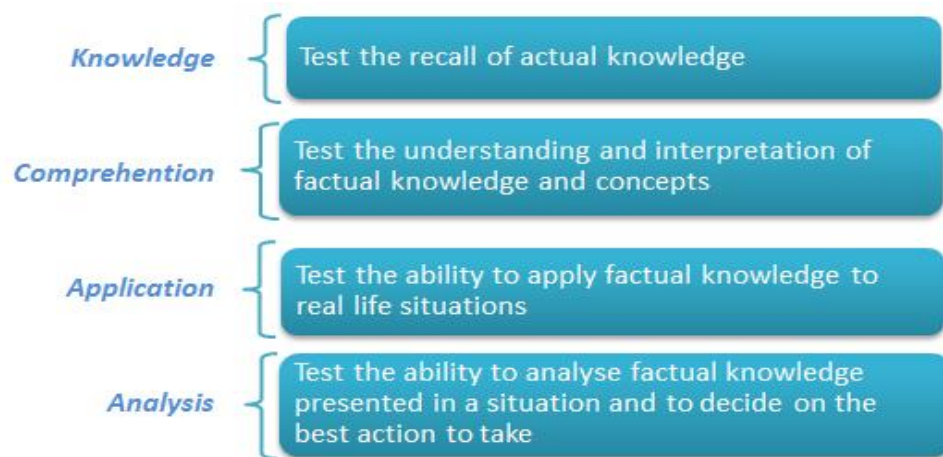 Knowledge
Test the recall of actual knowledge
Comprehention
Test the understanding and interpretation of
factual knowledge and concepts
Application
Test the ability to apply factual knowledge to
real life situations
Analysis
Test the ability to analyse factual knowledge
presented in a situation and to decide on the
best action to take